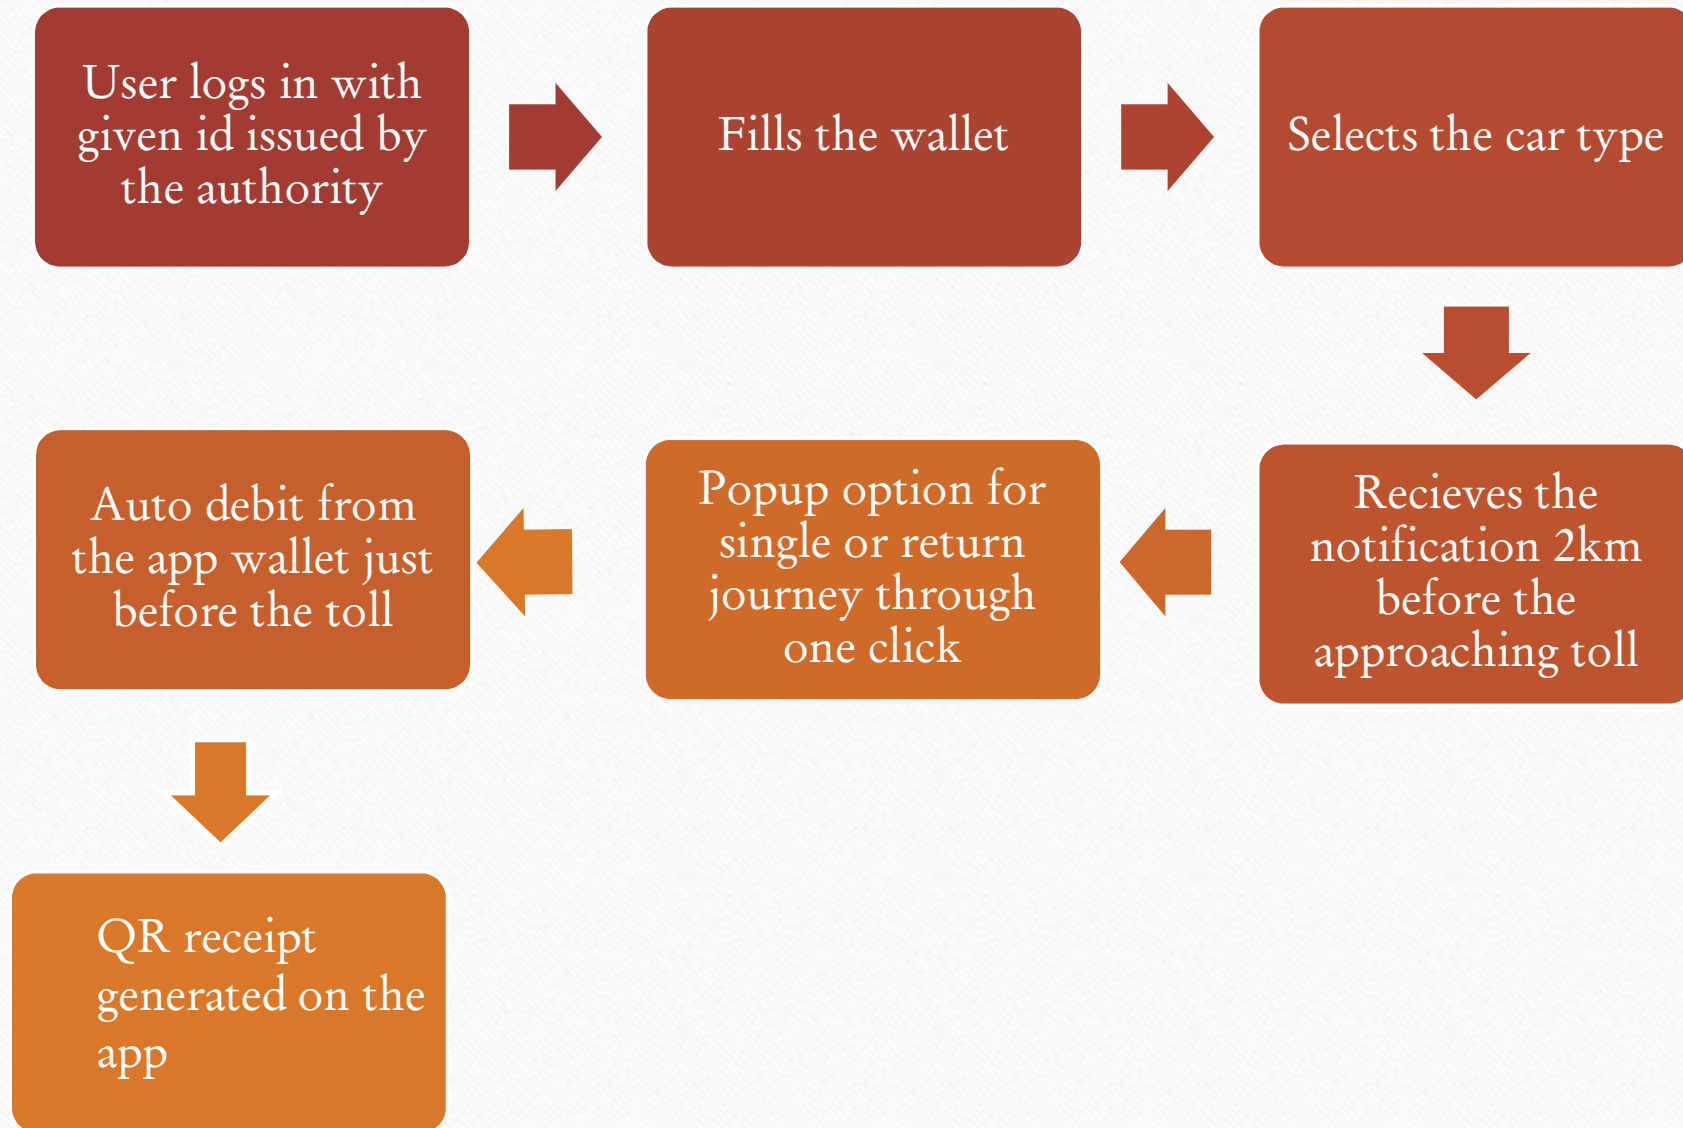 User logs in with
given id issued by
the authority
Fills the wallet
Selects the car type
Recieves the
notification 2km
before the
approaching toll
Popup option for
single or return
journey through
one click
Auto debit from
the app wallet just
before the toll
QR receipt
generated on the
app